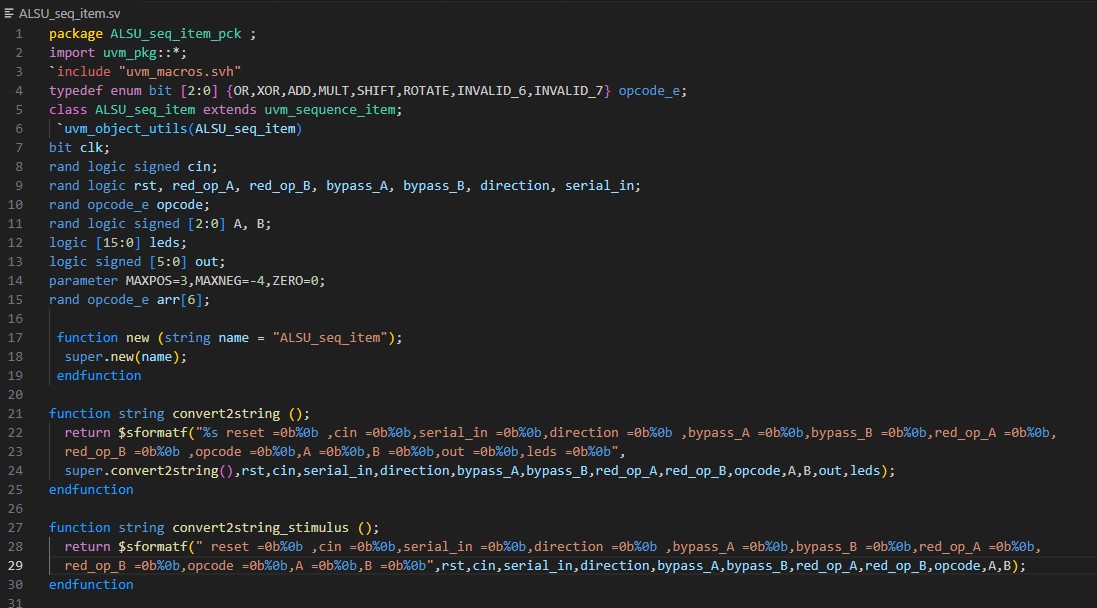 ALSU_seq_item.sv
1 package ALSU_seq_item_pck ;
2 import uvm_pkg::*;
3 `include "uvm_macros.svh"
4 typedef enum bit [2:0] {OR,XOR,ADD,MULT,SHIFT,ROTATE,INVALID_6,INVALID_7} opcode_e;
5 class ALSU_seq_item extends uvm_sequence_item;
6 `uvm_object_utils(ALSU_seq_item)
7 bit clk;
8 rand logic signed cin;
9 rand logic rst, red_op_A, red_op_B, bypass_A, bypass_B, direction, serial_in;
10 rand opcode_e opcode;
11 rand logic signed [2:0] A, B;
12 logic [15:0] leds;
13 logic signed [5:0] out;
14 parameter MAXPOS=3,MAXNEG=-4,ZERO=0;
15 rand opcode_e arr[6];
16
17 function new (string name = "ALSU_seq_item");
18 super.new(name);
19 endfunction
20
21 function string convert2string ();
22 return $sformatf("%s reset =0b%0b ,cin =0b%0b,serial_in =0b%0b,direction =0b%0b ,bypass_A =0b%0b,bypass_B =0b%0b,red_op_A =0b%0b,
23 red_op_B =0b%0b ,opcode =0b%0b,A =0b%0b,B =0b%0b,out =0b%0b,leds =0b%0b",
24 super.convert2string(),rst,cin,serial_in,direction,bypass_A,bypass_B,red_op_A,red_op_B,opcode,A,B,out,leds);
25 endfunction
26
27 function string convert2string_stimulus ();
28 return $sformatf(" reset =0b%0b ,cin =0b%0b,serial_in =0b%0b,direction =0b%0b ,bypass_A =0b%0b,bypass_B =0b%0b,red_op_A =0b%0b,
29 red_op_B =0b%0b,opcode =0b%0b,A =0b%0b,B =0b%0b",rst,cin,serial_in,direction,bypass_A,bypass_B,red_op_A,red_op_B,opcode,A,B);
30 endfunction
31